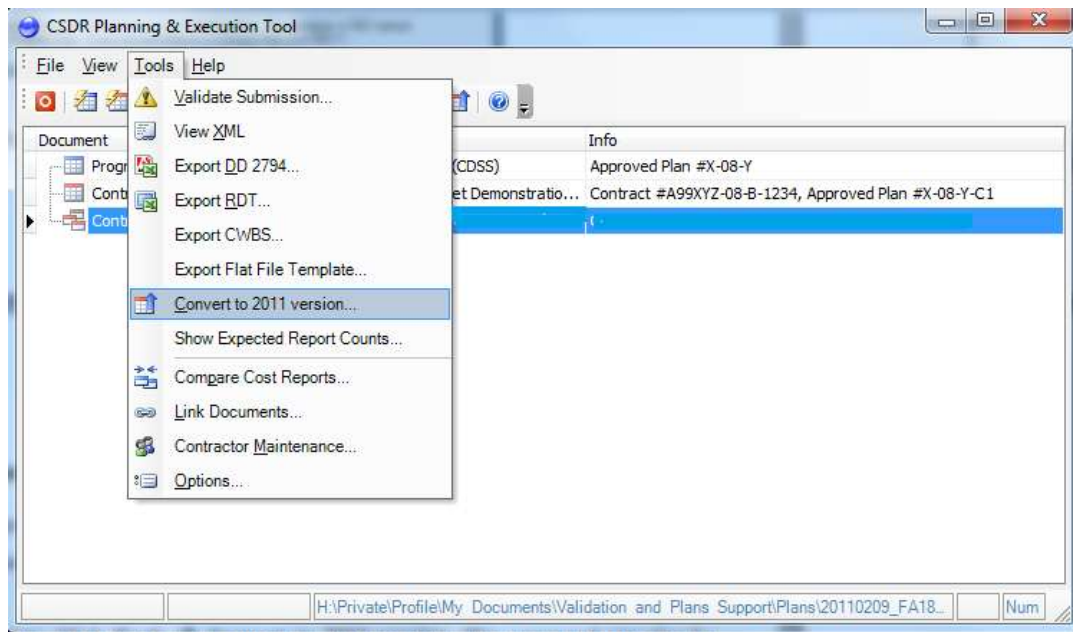 CSDR Planning & Execution Tool
File View Tools Help
Document Info
Progr (CDSS) Approved Plan #X-08-Y
Cont et Demonstratio... Contract #A99XYZ-08-B-1234, Approved Plan #X-08-Y-C1
Cont
Validate Submission...
View XML
Export DD 2794...
Export RDT...
Export CWBS...
Export Flat File Template...
Convert to 2011 version...
Show Expected Report Counts...
Compare Cost Reports...
Link Documents...
Contractor Maintenance...
Options...
H:\Private\Profile\My Documents\Validation and Plans Support\Plans\20110209_FA18... Num